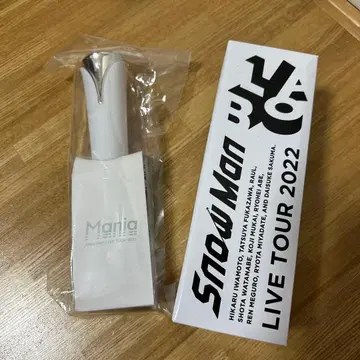 Mania
Snow Man
LIVE TOUR 2022
HIKARU IWAMOTO, TATSUYA FUKAZAWA, RAUL,
SHOTA WATANABE, KOJI MUKAI, RYOHEI ABE,
REN MEGURO, RYOTA MIYADATE, AND DAISUKE SAKUMA.